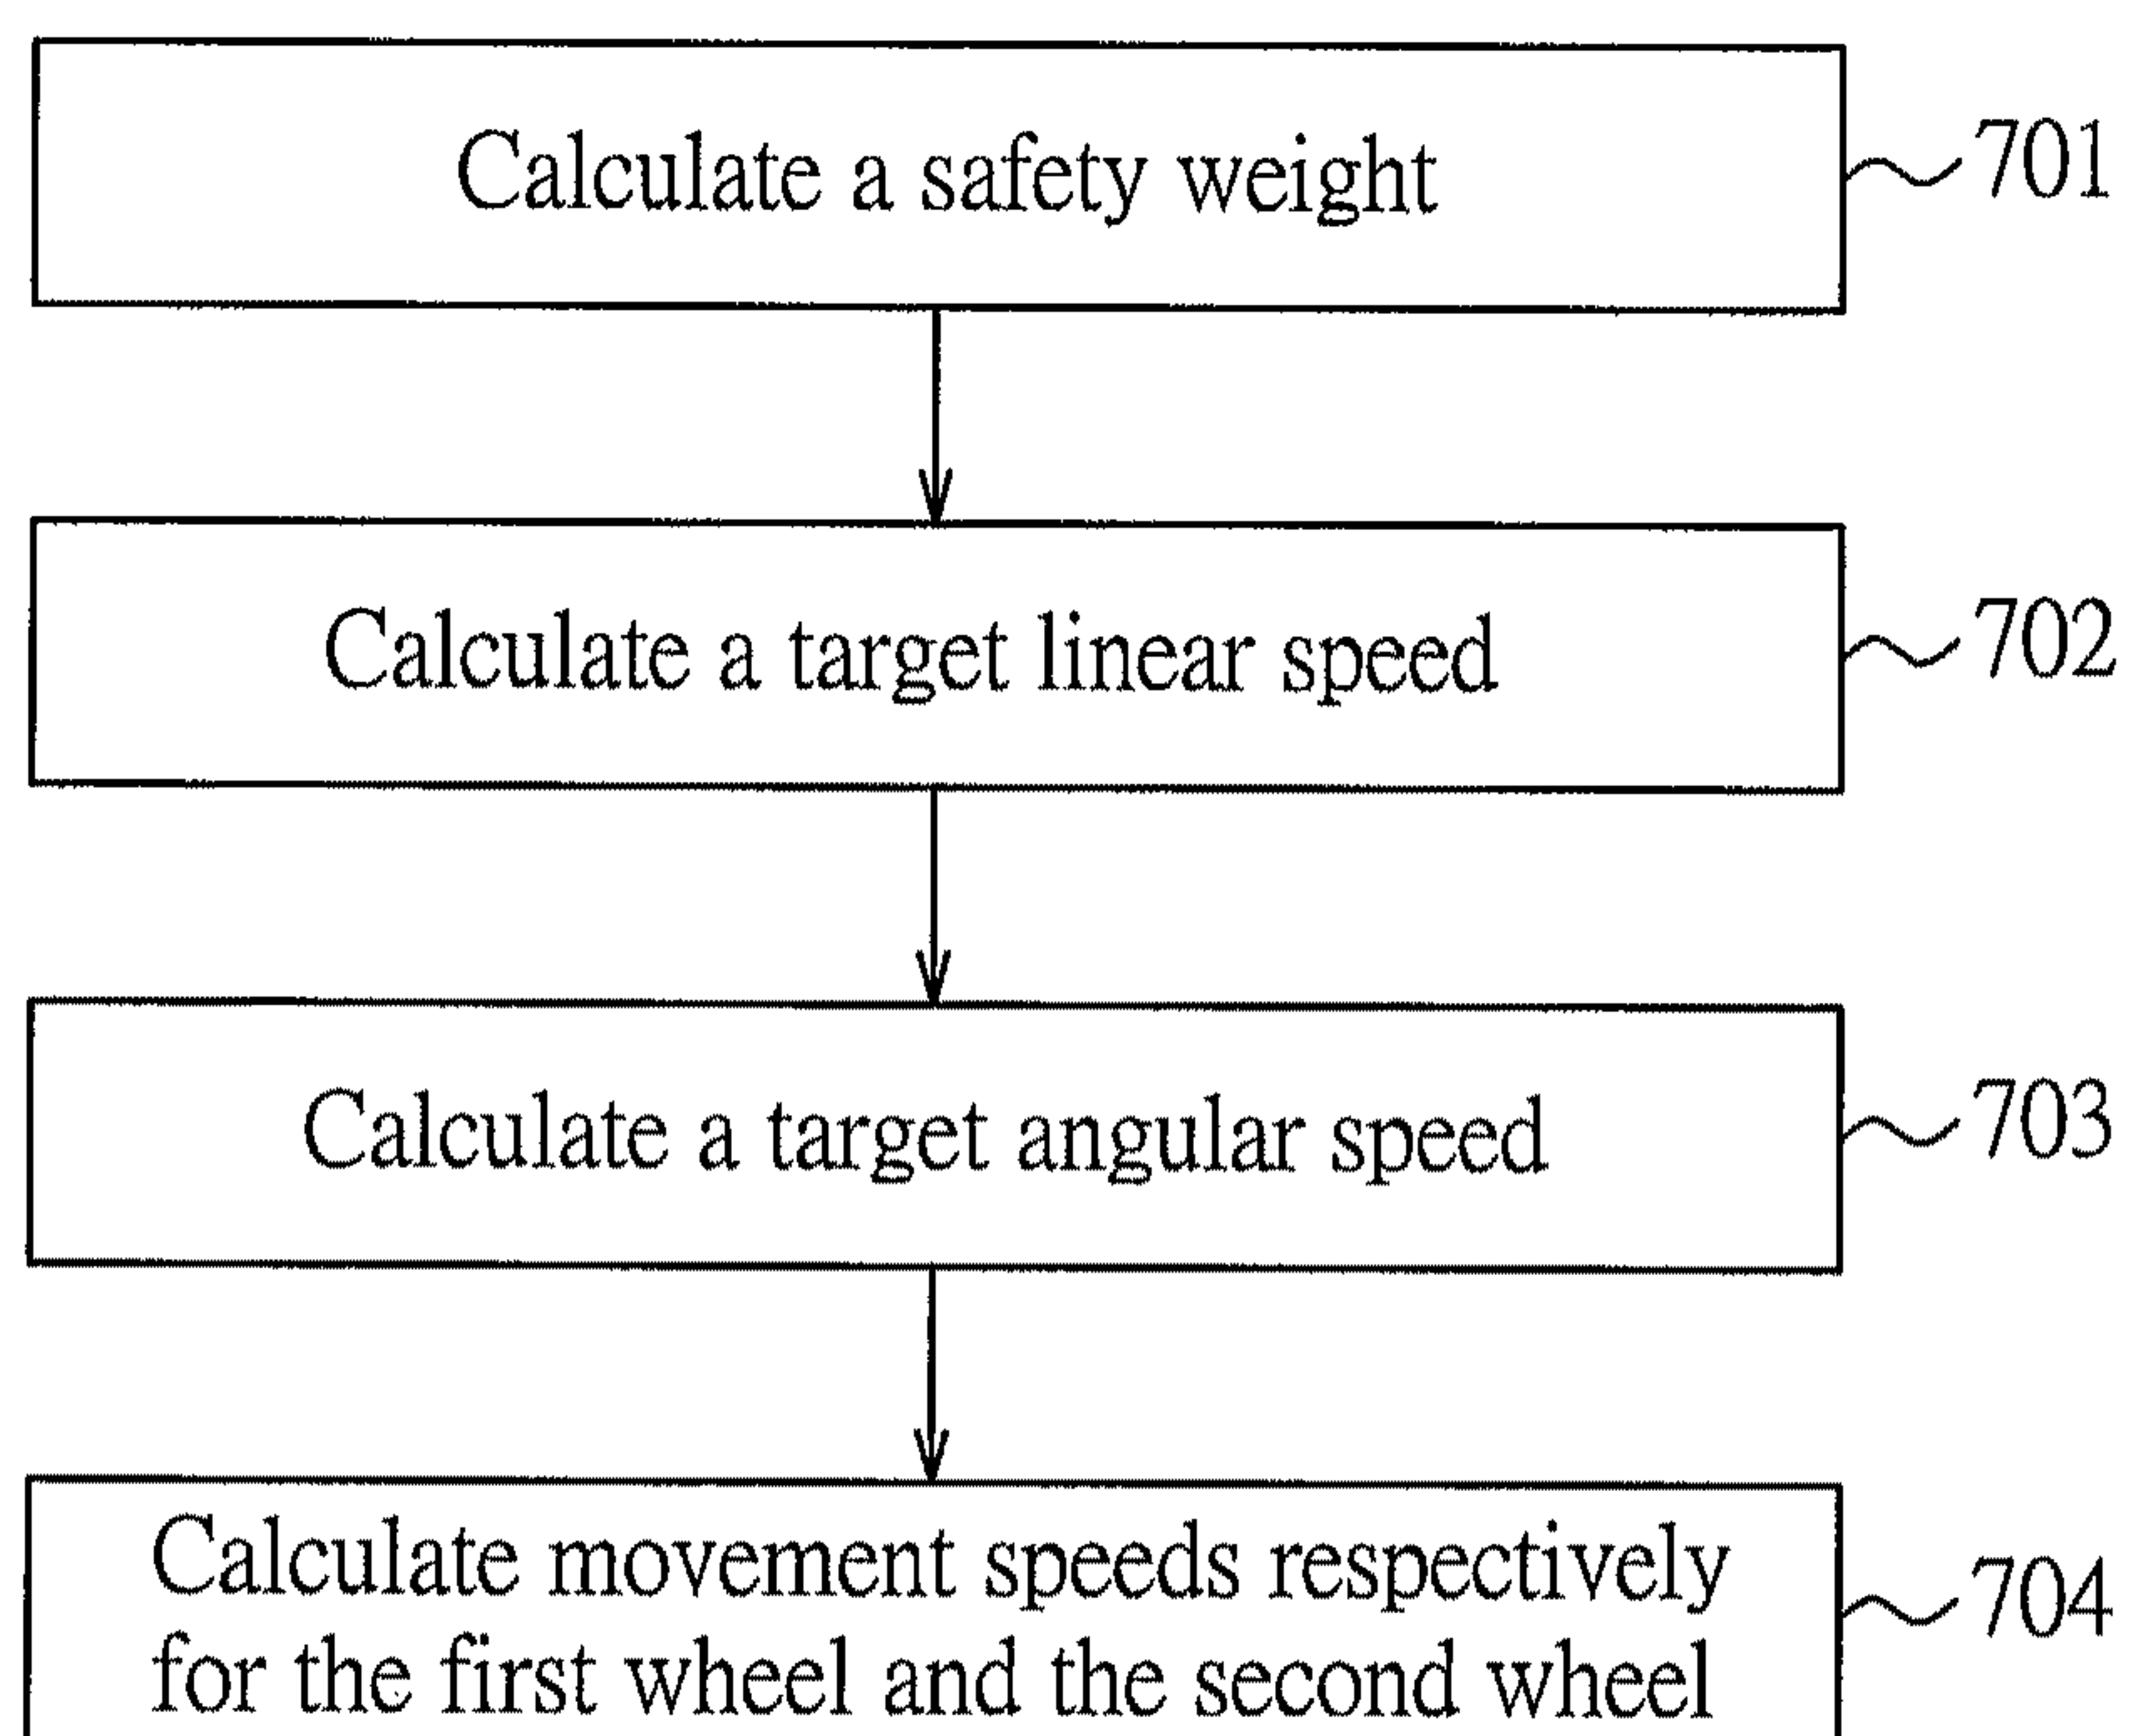 Calculate a safety weight
701
Calculate a target linear speed
702
Calculate a target angular speed
703
Calculate movement speeds respectively
for the first wheel and the second wheel
704